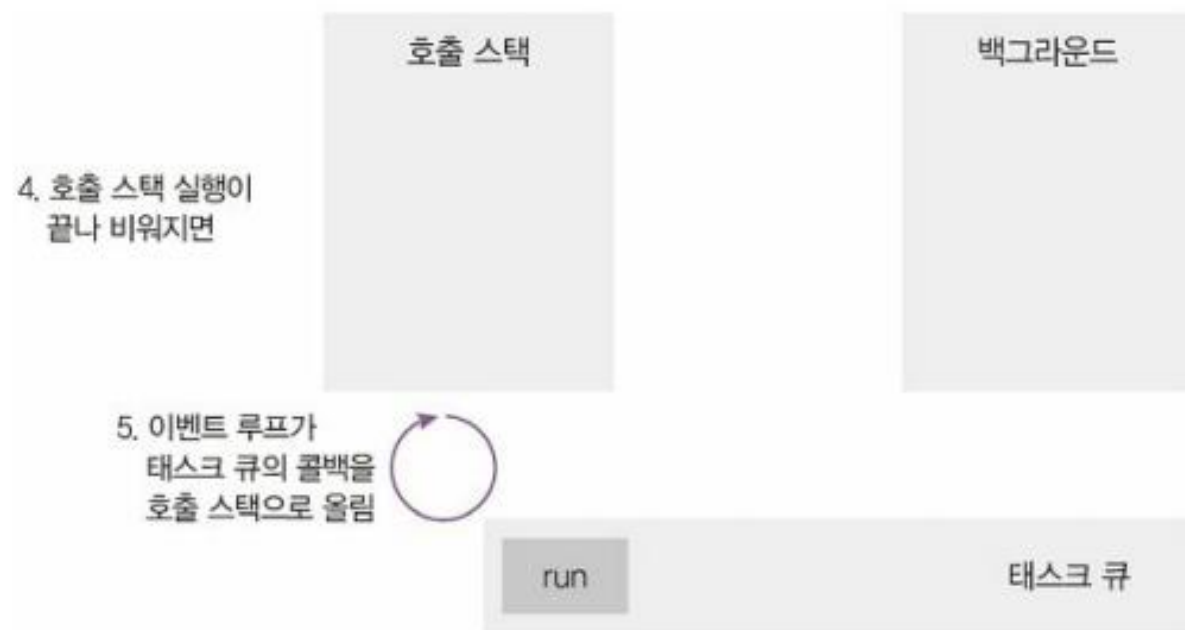 호출 스택
백그라운드
4. 호출 스택 실행이
끝나 비워지면
5. 이벤트 루프가
태스크 큐의 콜백을
호출 스택으로 올림
run
태스크 큐